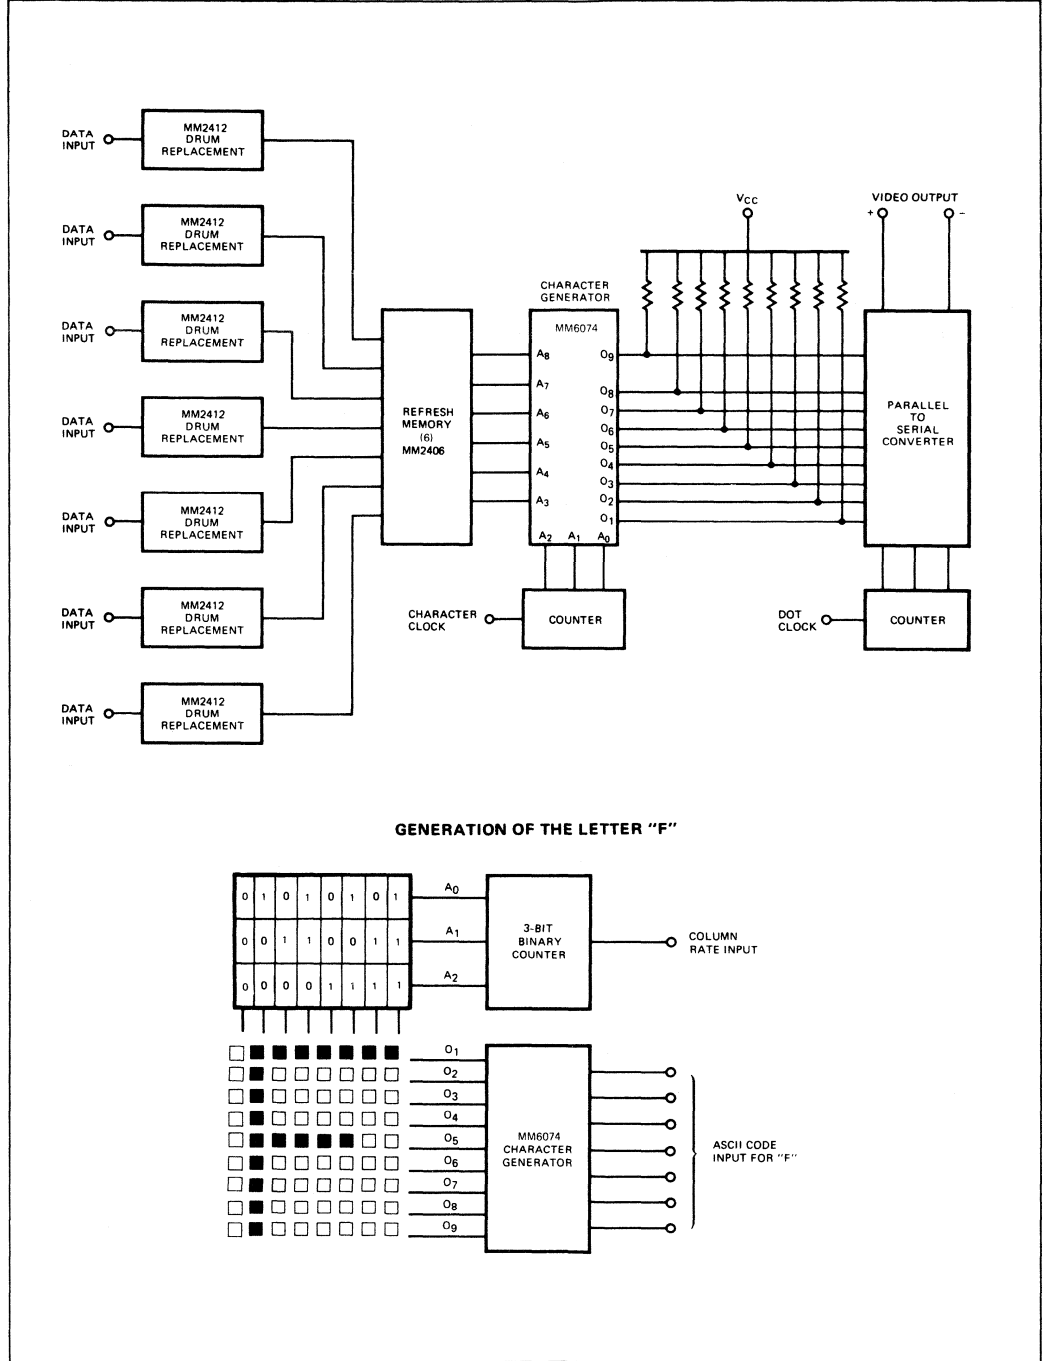 MM2412
DRUM
REPLACEMENT
DATA
INPUT
MM2412
DRUM
REPLACEMENT
DATA
INPUT
MM2412
DRUM
REPLACEMENT
DATA
INPUT
MM2412
DRUM
REPLACEMENT
DATA
INPUT
MM2412
DRUM
REPLACEMENT
DATA
INPUT
MM2412
DRUM
REPLACEMENT
DATA
INPUT
MM2412
DRUM
REPLACEMENT
DATA
INPUT
REFRESH
MEMORY
(6)
MM2406
CHARACTER
GENERATOR
MM6074
A8
A7
A6
A5
A4
A3
A2 A1 A0
O9
O8
O7
O6
O5
O4
O3
O2
O1
VCC
VIDEO OUTPUT
+ -
PARALLEL
TO
SERIAL
CONVERTER
CHARACTER
CLOCK
COUNTER
DOT
CLOCK
COUNTER
GENERATION OF THE LETTER "F"
0 1 0 1 0 1 0 1
0 0 1 1 0 0 1 1
0 0 0 0 1 1 1 1
A0
A1
A2
3-BIT
BINARY
COUNTER
COLUMN
RATE INPUT
O1
O2
O3
O4
O5
O6
O7
O8
O9
MM6074
CHARACTER
GENERATOR
ASCII CODE
INPUT FOR "F"